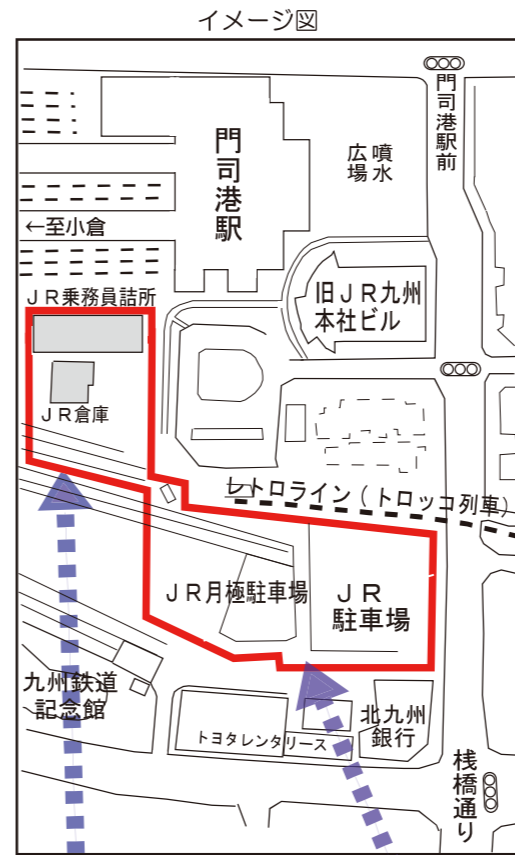 イメージ図
門司港駅前
門司港駅
噴水
広場
←至小倉
JR乗務員詰所
旧JR九州
本社ビル
JR倉庫
レトロライン(トロッコ列車)
JR月極駐車場
JR
駐車場
九州鉄道
記念館
トヨタレンタリース
北九州
銀行
桟橋通り